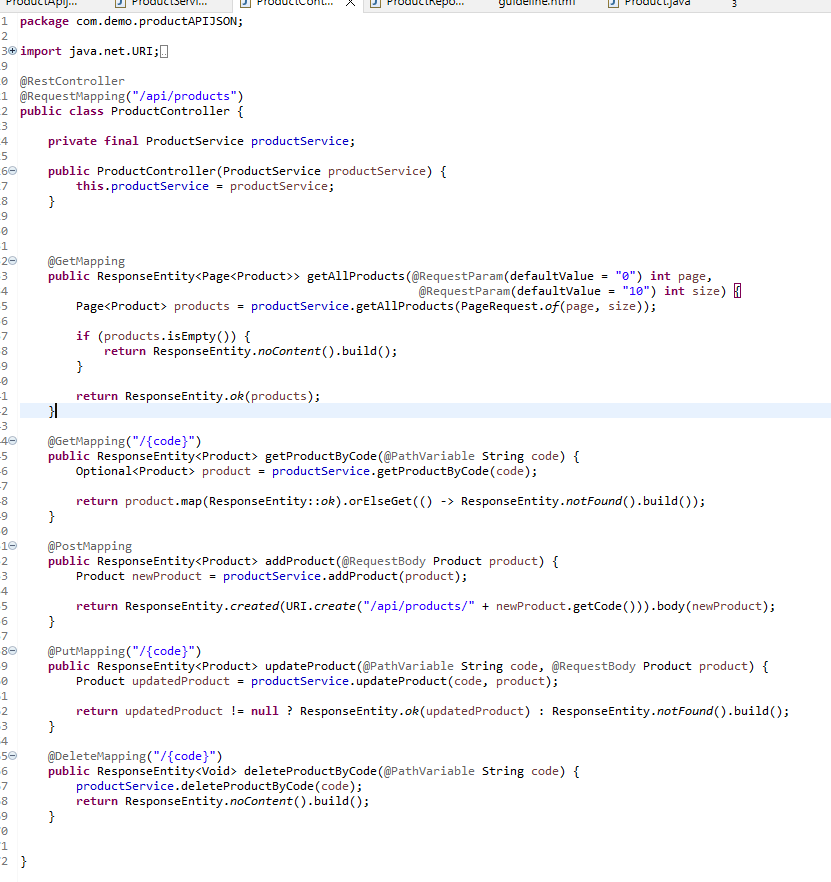 ProductApij... ProductServi... ProductCont... ProductRepo... guideline.html Product.java 3
package com.demo.productAPIJSON;
import java.net.URI;
@RestController
@RequestMapping("/api/products")
public class ProductController {
private final ProductService productService;
public ProductController(ProductService productService) {
this.productService = productService;
}
@GetMapping
public ResponseEntity<Page<Product>> getAllProducts(@RequestParam(defaultValue = "0") int page,
@RequestParam(defaultValue = "10") int size) {
Page<Product> products = productService.getAllProducts(PageRequest.of(page, size));
if (products.isEmpty()) {
return ResponseEntity.noContent().build();
}
return ResponseEntity.ok(products);
}
@GetMapping("/{code}")
public ResponseEntity<Product> getProductByCode(@PathVariable String code) {
Optional<Product> product = productService.getProductByCode(code);
return product.map(ResponseEntity::ok).orElseGet(() -> ResponseEntity.notFound().build());
}
@PostMapping
public ResponseEntity<Product> addProduct(@RequestBody Product product) {
Product newProduct = productService.addProduct(product);
return ResponseEntity.created(URI.create("/api/products/" + newProduct.getCode())).body(newProduct);
}
@PutMapping("/{code}")
public ResponseEntity<Product> updateProduct(@PathVariable String code, @RequestBody Product product) {
Product updatedProduct = productService.updateProduct(code, product);
return updatedProduct != null ? ResponseEntity.ok(updatedProduct) : ResponseEntity.notFound().build();
}
@DeleteMapping("/{code}")
public ResponseEntity<Void> deleteProductByCode(@PathVariable String code) {
productService.deleteProductByCode(code);
return ResponseEntity.noContent().build();
}
}